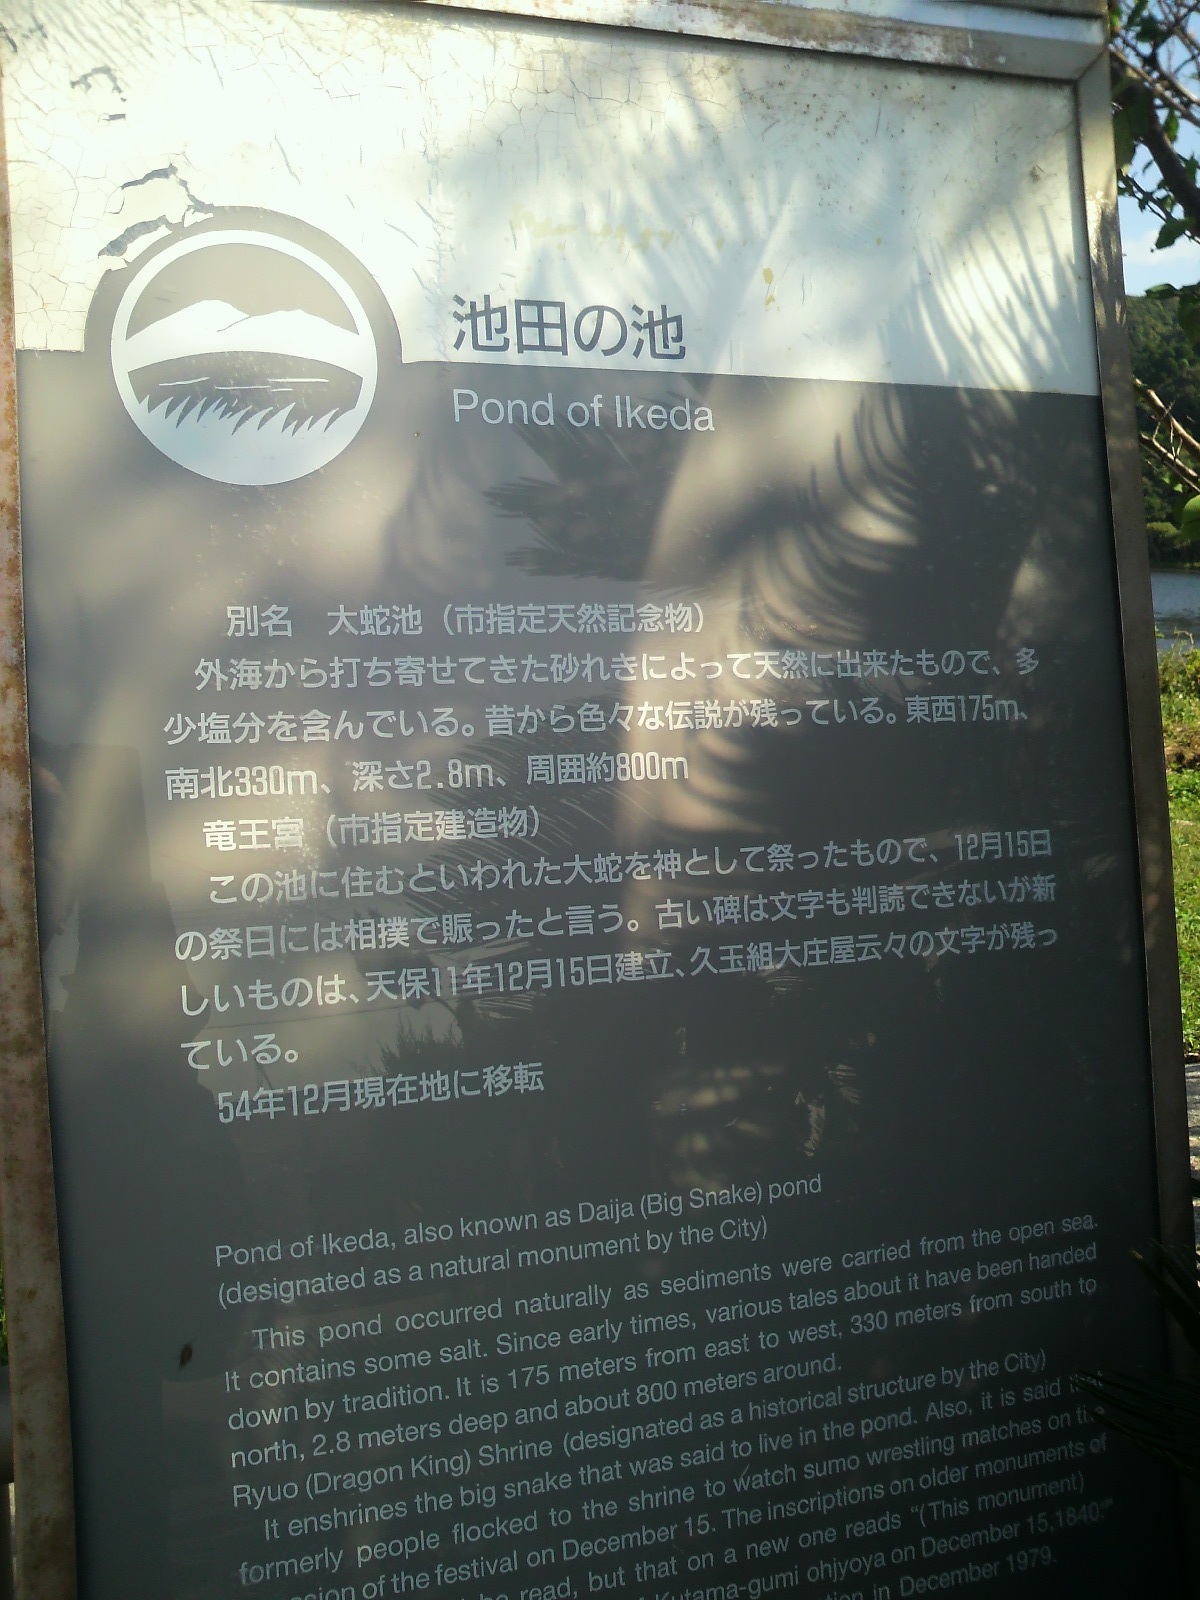 池田の池
Pond of Ikeda
別名　大蛇池（市指定天然記念物）
外海から打ち寄せてきた砂れきによって天然に出来たもので、多
少塩分を含んでいる。昔から色々な伝説が残っている。東西175m、
南北330m、深さ2.8m、周囲約800m
竜王宮（市指定建造物）
この池に住むといわれた大蛇を神として祭ったもので、12月15日
の祭日には相撲で賑ったと言う。古い碑は文字も判読できないが新
しいものは、天保11年12月15日建立、久玉組大庄屋云々の文字が残っ
ている。
54年12月現在地に移転
Pond of Ikeda, also known as Daija (Big Snake) pond
(designated as a natural monument by the City)
This pond occurred naturally as sediments were carried from the open sea.
It contains some salt. Since early times, various tales about it have been handed
down by tradition. It is 175 meters from east to west, 330 meters from south to
north, 2.8 meters deep and about 800 meters around.
Ryuo (Dragon King) Shrine (designated as a historical structure by the City)
It enshrines the big snake that was said to live in the pond. Also, it is said that
formerly people flocked to the shrine to watch sumo wrestling matches on the
of the festival on December 15. The inscriptions on older monuments of
be read, but that on a new one reads "(This monument)
Kutama-gumi ohjyoya on December 15,1840."
in December 1979.